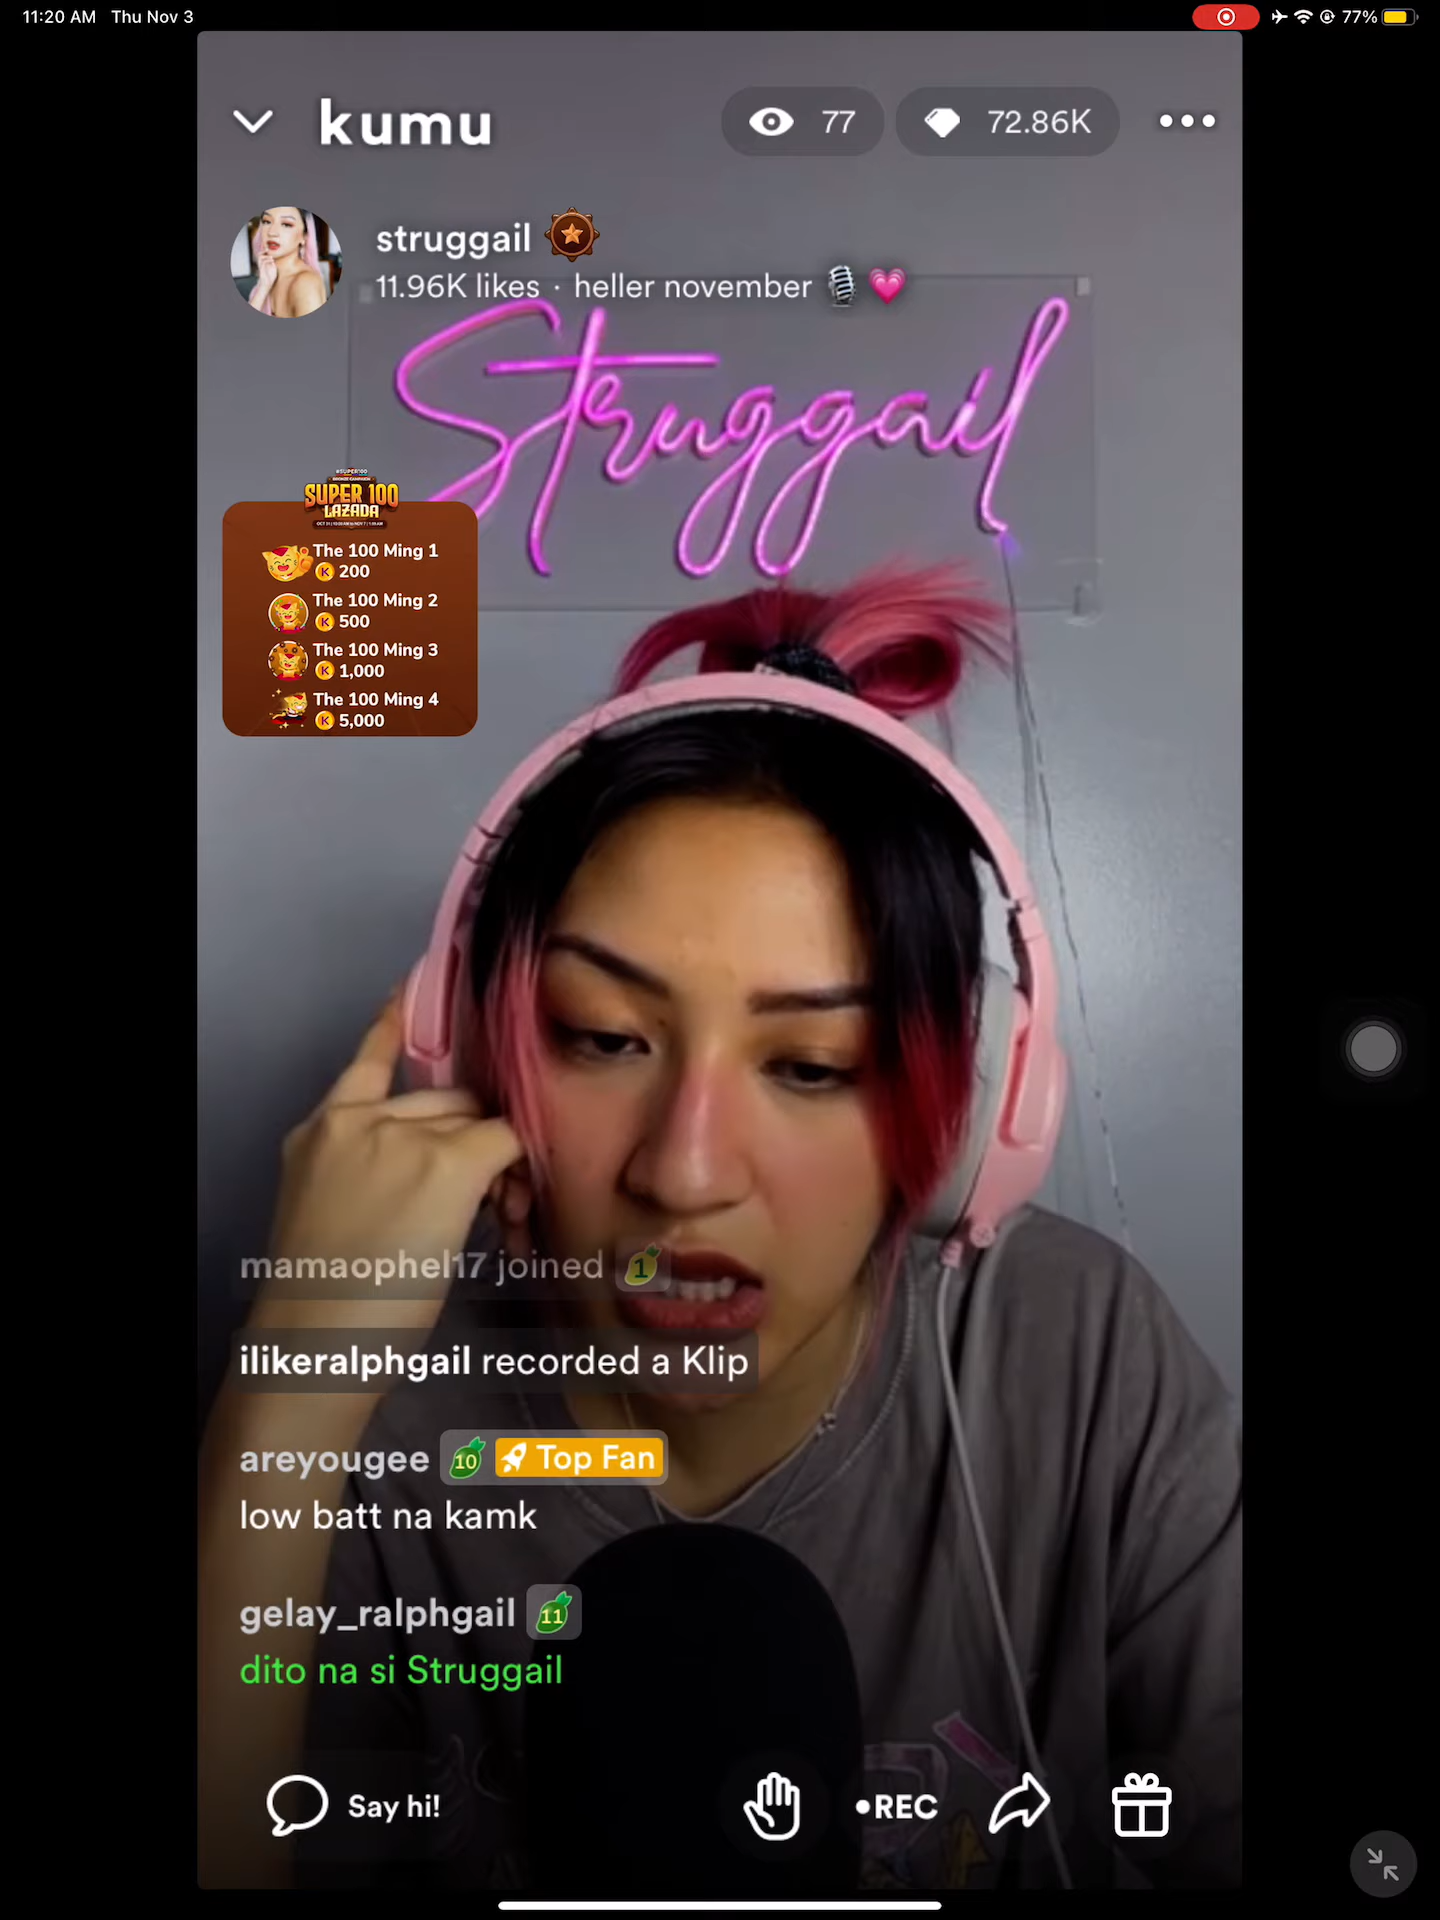 11:20 AM Thu Nov 3
77%
kumu
77
72.86K
struggail
11.96K likes · heller november 🎙️ 💗
Struggail
#SUPER100
BRONZE CAMPAIGN
SUPER 100
LAZADA
The 100 Ming 1
K 200
The 100 Ming 2
K 500
The 100 Ming 3
K 1,000
The 100 Ming 4
K 5,000
mamaophel17 joined 1
ilikeralphgail recorded a Klip
areyougee 10 Top Fan
low batt na kamk
gelay_ralphgail 11
dito na si Struggail
Say hi!
•REC